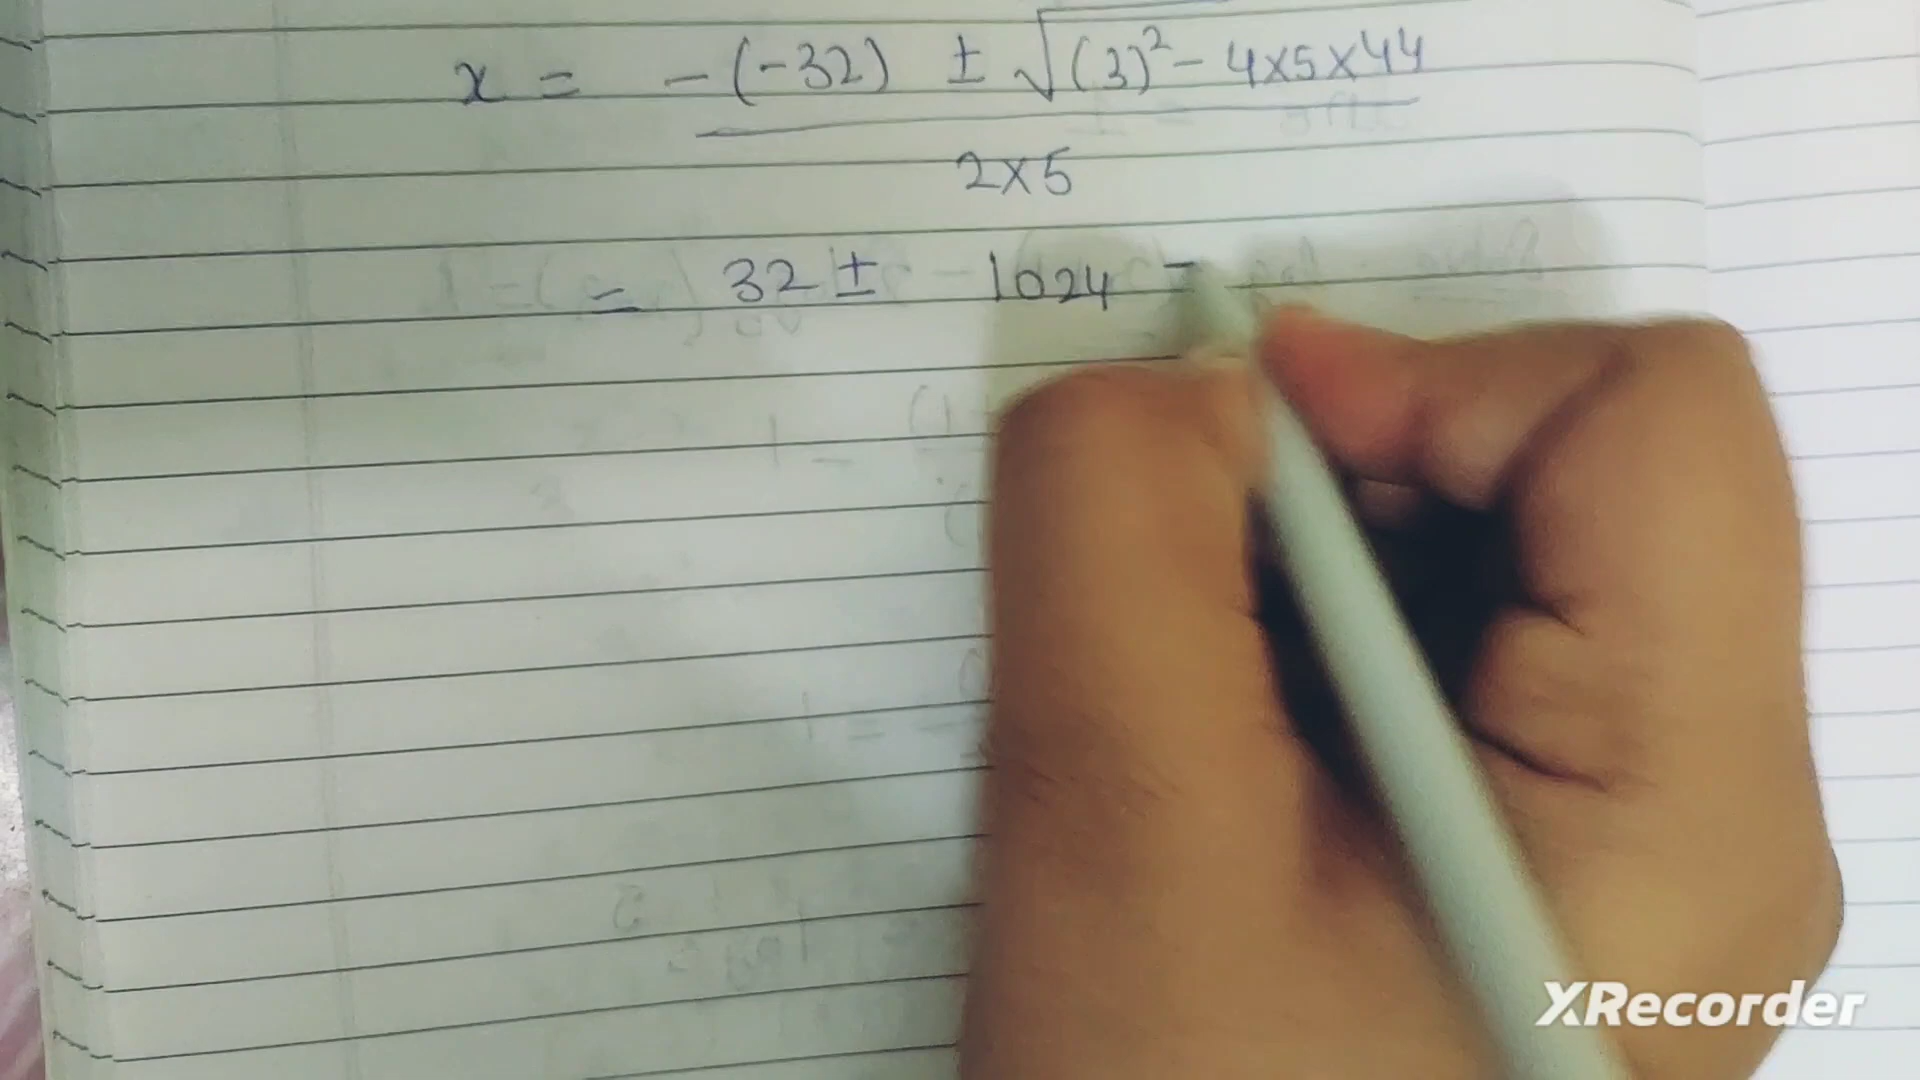 x = -(-32) ± √(3)² - 4x5x44
2x5
= 32 ± 1024 -
XRecorder